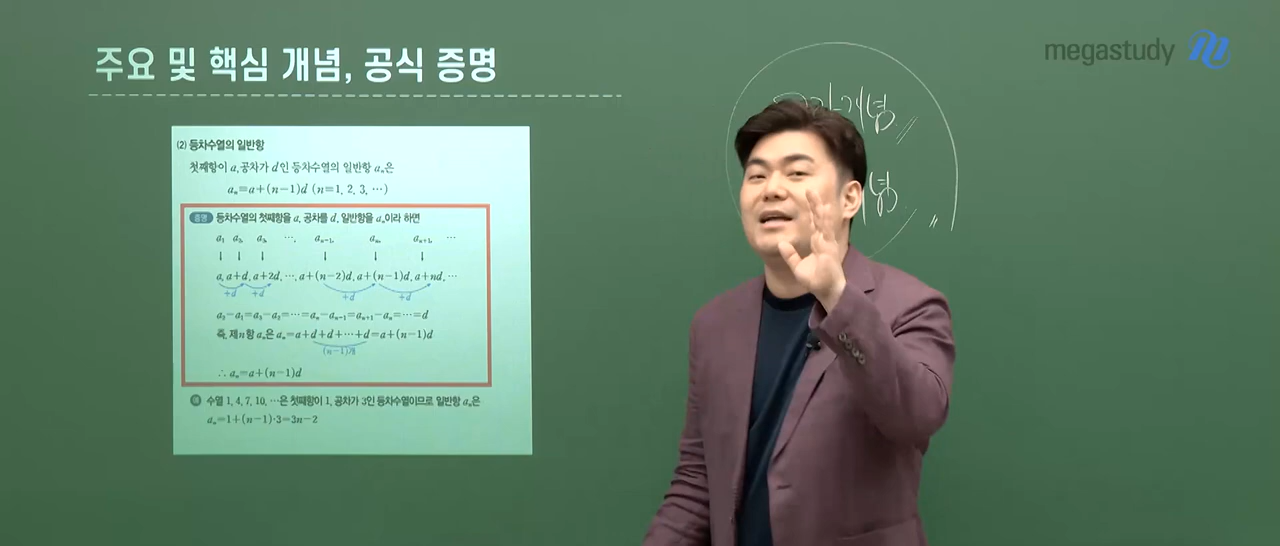 주요 및 핵심 개념, 공식 증명
megastudy
(2) 등차수열의 일반항
첫째항이 a, 공차가 d인 등차수열의 일반항 aₙ은
aₙ=a+(n-1)d (n=1, 2, 3, ⋯)
증명 등차수열의 첫째항을 a, 공차를 d, 일반항을 aₙ이라 하면
a₁ a₂, a₃, ⋯, aₙ₋₁, aₙ, aₙ₊₁, ⋯
↓ ↓ ↓ ↓ ↓ ↓
a, a+d, a+2d, ⋯, a+(n-2)d, a+(n-1)d, a+nd, ⋯
+d +d +d +d
a₂-a₁=a₃-a₂=⋯=aₙ-aₙ₋₁=aₙ₊₁-aₙ=⋯=d
즉, 제n항 aₙ은 aₙ=a+d+d+⋯+d=a+(n-1)d
(n-1)개
∴ aₙ=a+(n-1)d
예 수열 1, 4, 7, 10, ⋯은 첫째항이 1, 공차가 3인 등차수열이므로 일반항 aₙ은
aₙ=1+(n-1)·3=3n-2
개념